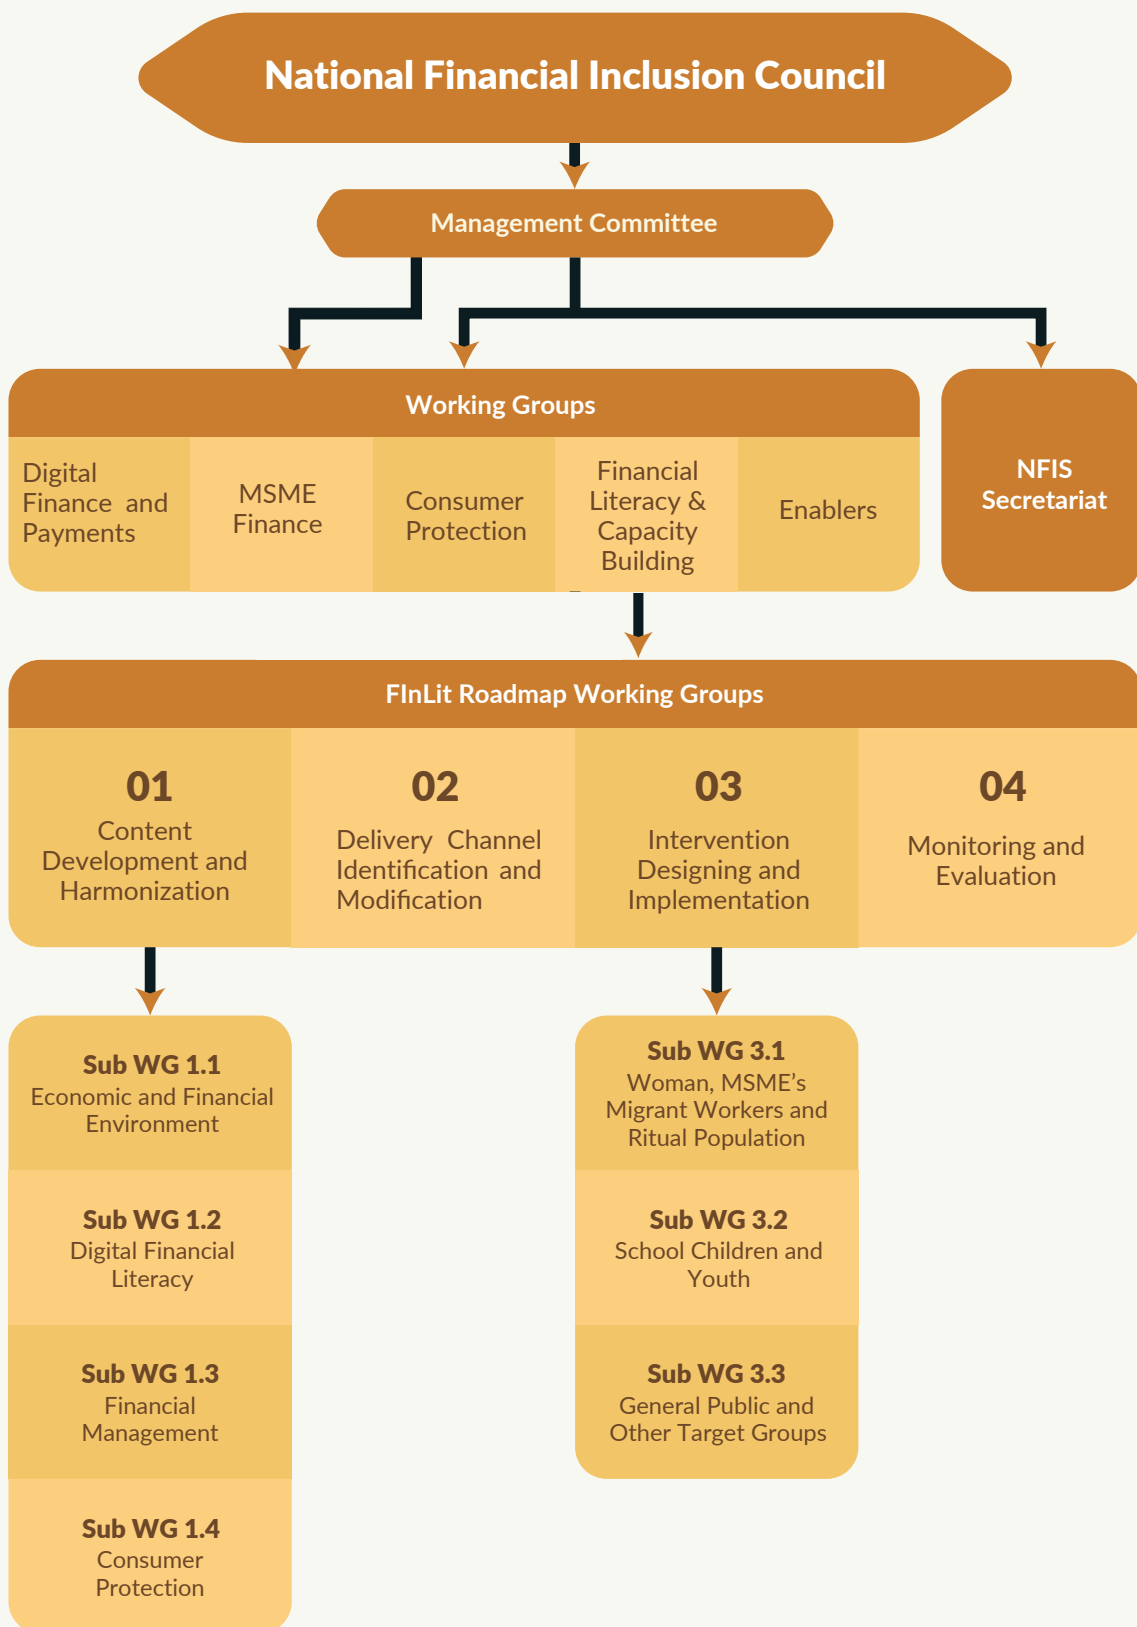 National Financial Inclusion Council
Management Committee
Working Groups
Digital
Finance and
Payments
MSME
Finance
Consumer
Protection
Financial
Literacy &
Capacity
Building
Enablers
NFIS
Secretariat
FInLit Roadmap Working Groups
01
Content
Development and
Harmonization
02
Delivery Channel
Identification and
Modification
03
Intervention
Designing and
Implementation
04
Monitoring and
Evaluation
Sub WG 1.1
Economic and Financial
Environment
Sub WG 1.2
Digital Financial
Literacy
Sub WG 1.3
Financial
Management
Sub WG 1.4
Consumer
Protection
Sub WG 3.1
Woman, MSME’s
Migrant Workers and
Ritual Population
Sub WG 3.2
School Children and
Youth
Sub WG 3.3
General Public and
Other Target Groups